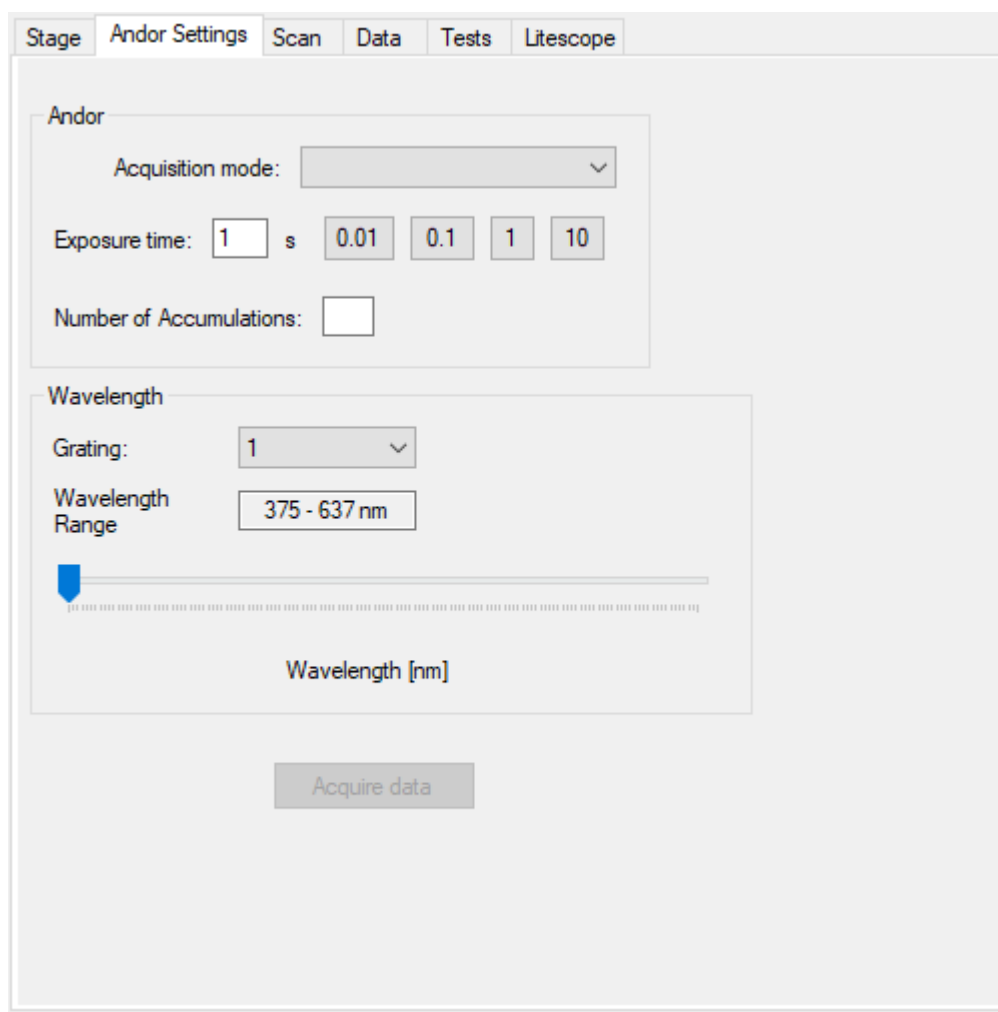 Stage Andor Settings Scan Data Tests Litescope
Andor
Acquisition mode:
Exposure time: 1 s 0.01 0.1 1 10
Number of Accumulations:
Wavelength
Grating: 1
Wavelength
Range
375 - 637 nm
Wavelength [nm]
Acquire data